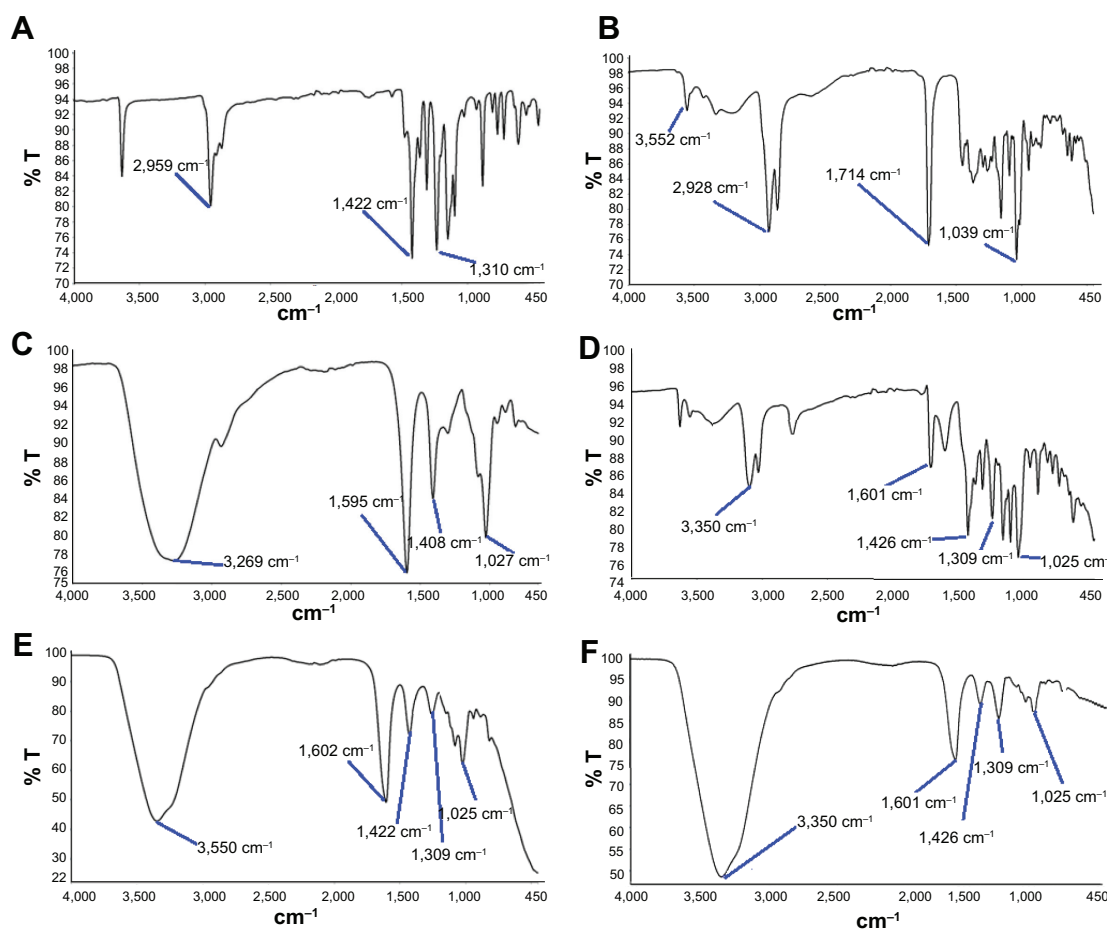 A
% T
100
98
96
94
92
90
88
86
84
82
80
78
76
74
72
70
2,959 cm–1
1,422 cm–1
1,310 cm–1
4,000 3,500 3,000 2,500 2,000 1,500 1,000 450
cm–1
B
% T
100
98
96
94
92
90
88
86
84
82
80
78
76
74
72
70
3,552 cm–1
2,928 cm–1
1,714 cm–1
1,039 cm–1
4,000 3,500 3,000 2,500 2,000 1,500 1,000 450
cm–1
C
% T
100
98
96
94
92
90
88
86
84
82
80
78
76
75
1,595 cm–1
1,408 cm–1
3,269 cm–1
1,027 cm–1
4,000 3,500 3,000 2,500 2,000 1,500 1,000 450
cm–1
D
% T
100
98
96
94
92
90
88
86
84
82
80
78
76
74
1,601 cm–1
3,350 cm–1
1,426 cm–1
1,309 cm–1
1,025 cm–
4,000 3,500 3,000 2,500 2,000 1,500 1,000 450
cm–1
E
% T
100
90
80
70
60
50
40
30
22
1,602 cm–1
1,025 cm–1
1,422 cm–1
3,550 cm–1
1,309 cm–1
4,000 3,500 3,000 2,500 2,000 1,500 1,000 450
cm–1
F
% T
100
95
90
85
80
75
70
65
60
55
50
1,309 cm–1
1,601 cm–1
1,025 cm–1
3,350 cm–1
1,426 cm–1
4,000 3,500 3,000 2,500 2,000 1,500 1,000 450
cm–1